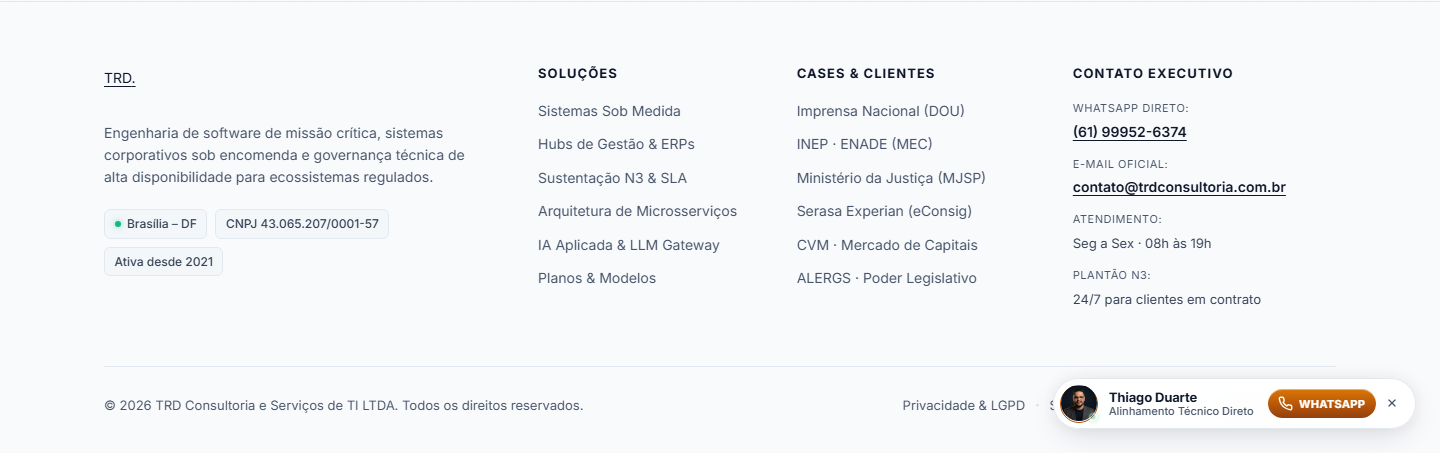 TRD.
Engenharia de software de missão crítica, sistemas
corporativos sob encomenda e governança técnica de
alta disponibilidade para ecossistemas regulados.
Brasília – DF
CNPJ 43.065.207/0001-57
Ativa desde 2021
SOLUÇÕES
Sistemas Sob Medida
Hubs de Gestão & ERPs
Sustentação N3 & SLA
Arquitetura de Microsserviços
IA Aplicada & LLM Gateway
Planos & Modelos
CASES & CLIENTES
Imprensa Nacional (DOU)
INEP · ENADE (MEC)
Ministério da Justiça (MJSP)
Serasa Experian (eConsig)
CVM · Mercado de Capitais
ALERGS · Poder Legislativo
CONTATO EXECUTIVO
WHATSAPP DIRETO:
(61) 99952-6374
E-MAIL OFICIAL:
contato@trdconsultoria.com.br
ATENDIMENTO:
Seg a Sex · 08h às 19h
PLANTÃO N3:
24/7 para clientes em contrato
© 2026 TRD Consultoria e Serviços de TI LTDA. Todos os direitos reservados.
Privacidade & LGPD ·
Thiago Duarte
Alinhamento Técnico Direto
WHATSAPP ×